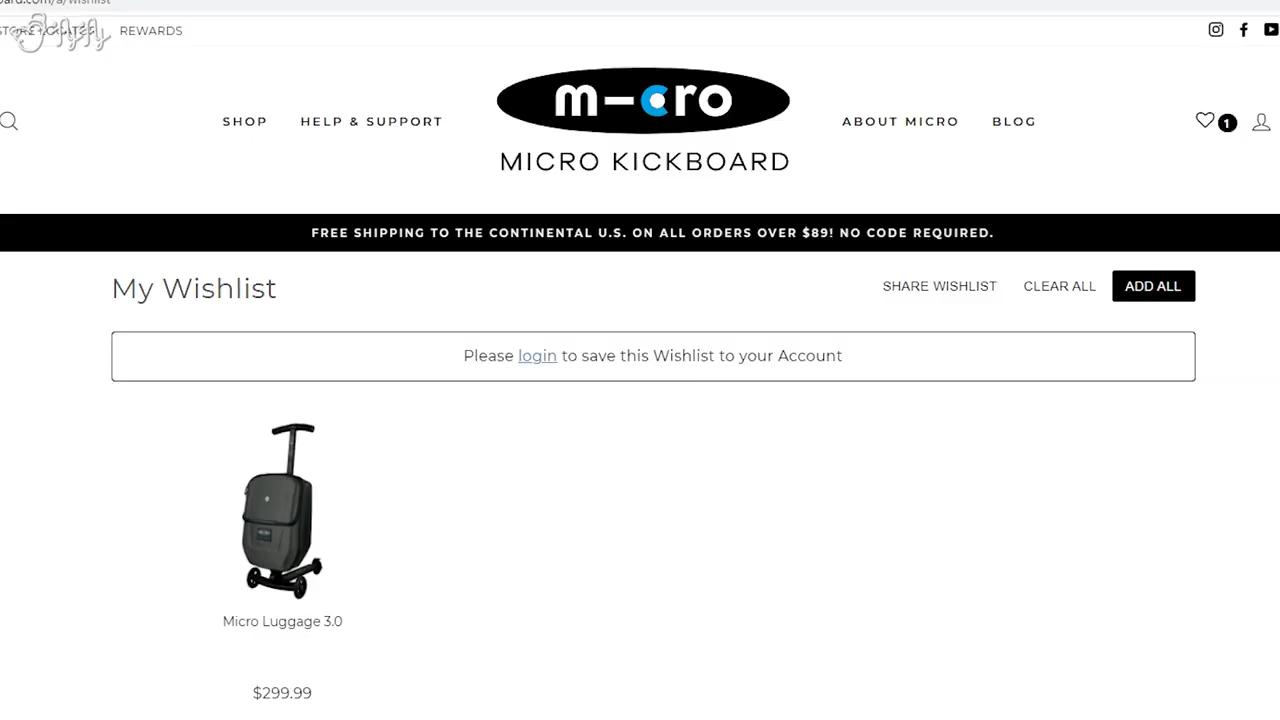 REWARDS
SHOP
HELP & SUPPORT
m-cro
MICRO KICKBOARD
ABOUT MICRO
BLOG
1
FREE SHIPPING TO THE CONTINENTAL U.S. ON ALL ORDERS OVER $89! NO CODE REQUIRED.
My Wishlist
SHARE WISHLIST
CLEAR ALL
ADD ALL
Please login to save this Wishlist to your Account
Micro Luggage 3.0
$299.99